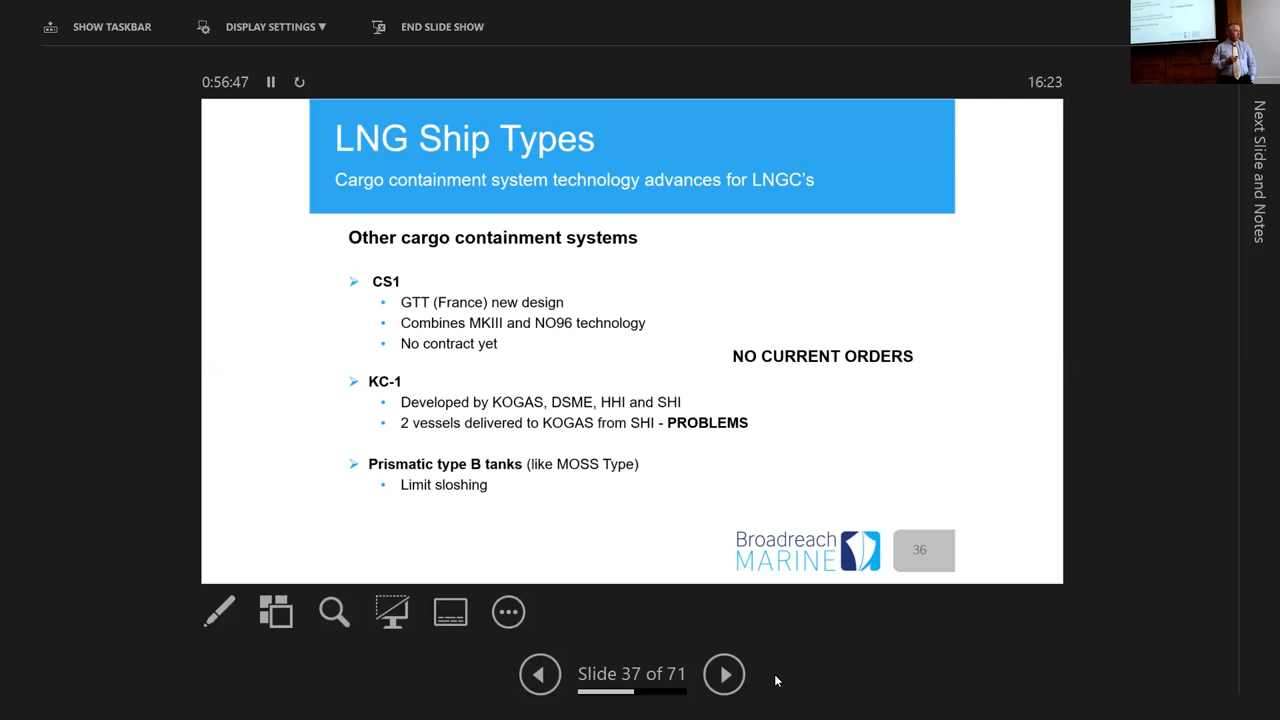 SHOW TASKBAR
DISPLAY SETTINGS ▼
END SLIDE SHOW
0:56:47
16:23
LNG Ship Types
Cargo containment system technology advances for LNGC's
Other cargo containment systems
CS1
GTT (France) new design
Combines MKIII and NO96 technology
No contract yet
NO CURRENT ORDERS
KC-1
Developed by KOGAS, DSME, HHI and SHI
2 vessels delivered to KOGAS from SHI - PROBLEMS
Prismatic type B tanks (like MOSS Type)
Limit sloshing
Broadreach
MARINE
36
Slide 37 of 71
Next Slide and Notes